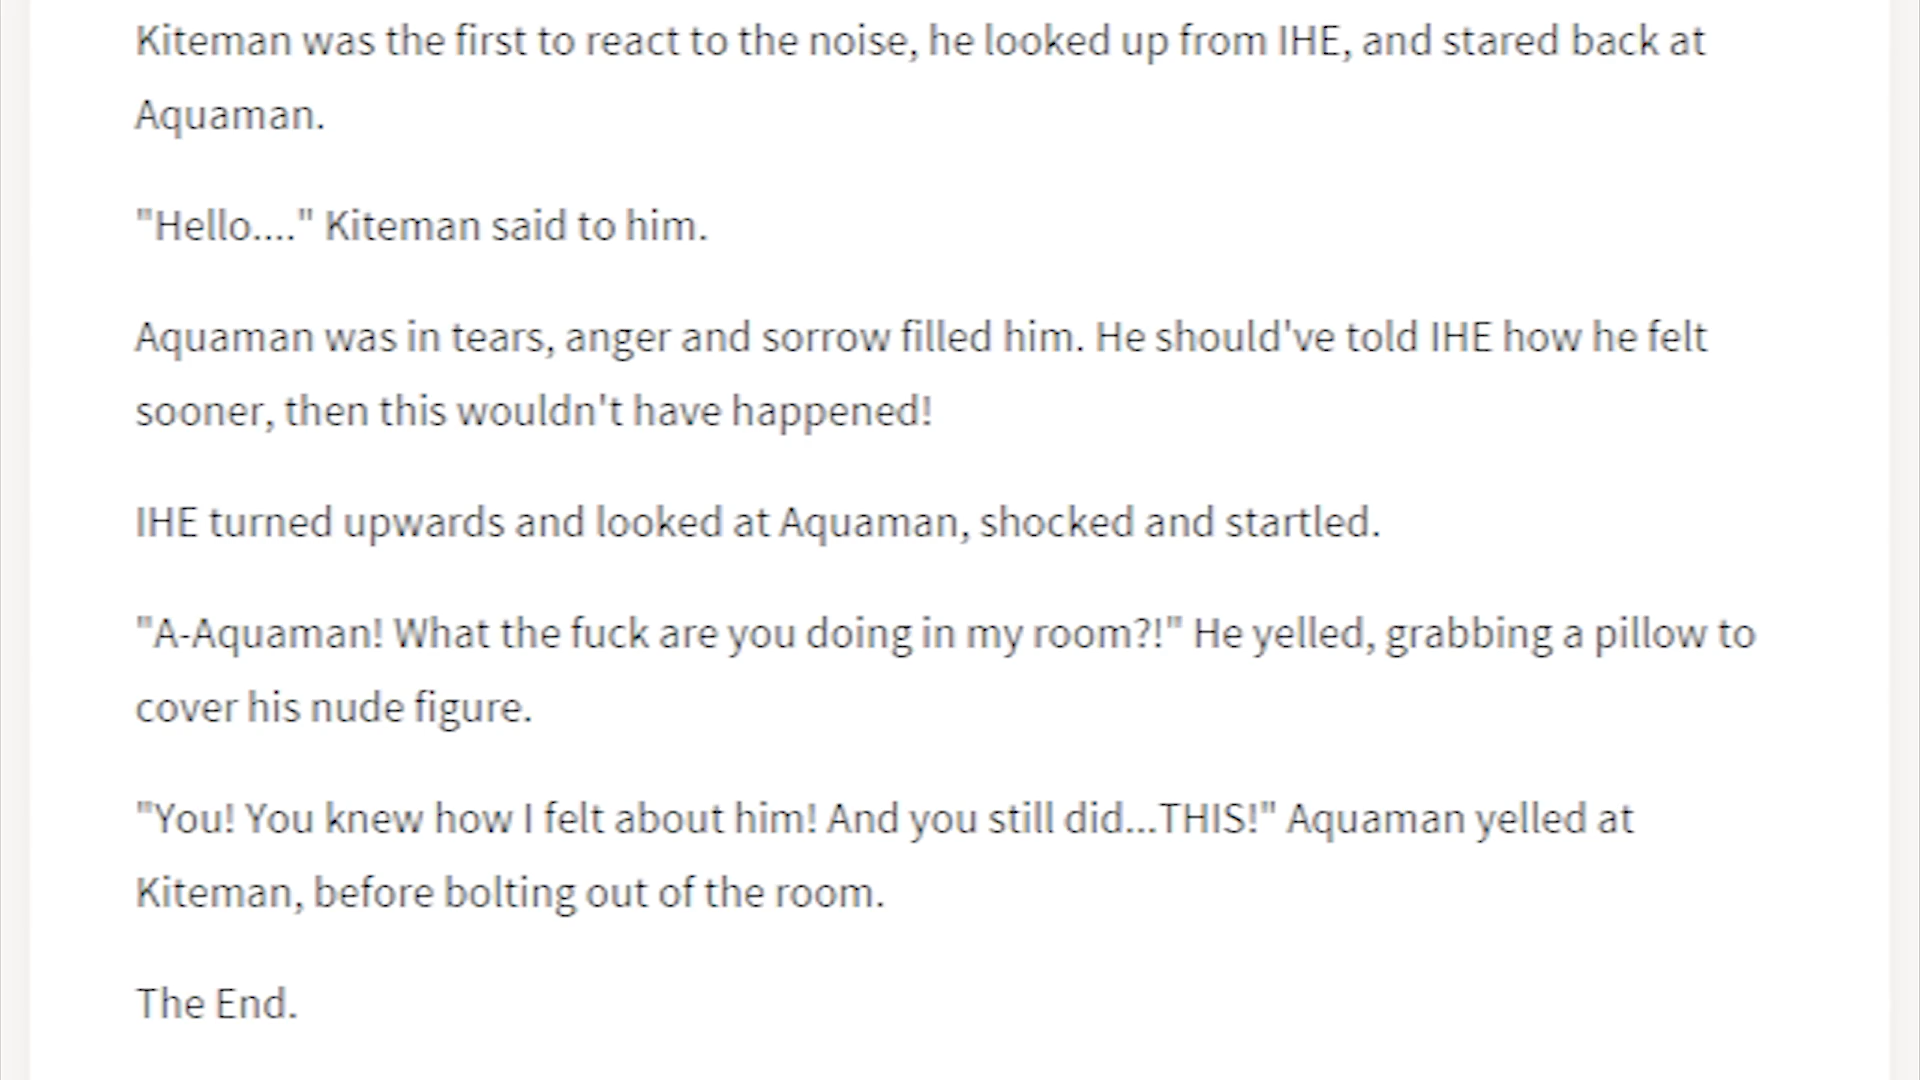 Kiteman was the first to react to the noise, he looked up from IHE, and stared back at
Aquaman.
"Hello...." Kiteman said to him.
Aquaman was in tears, anger and sorrow filled him. He should've told IHE how he felt
sooner, then this wouldn't have happened!
IHE turned upwards and looked at Aquaman, shocked and startled.
"A-Aquaman! What the fuck are you doing in my room?!" He yelled, grabbing a pillow to
cover his nude figure.
"You! You knew how I felt about him! And you still did...THIS!" Aquaman yelled at
Kiteman, before bolting out of the room.
The End.